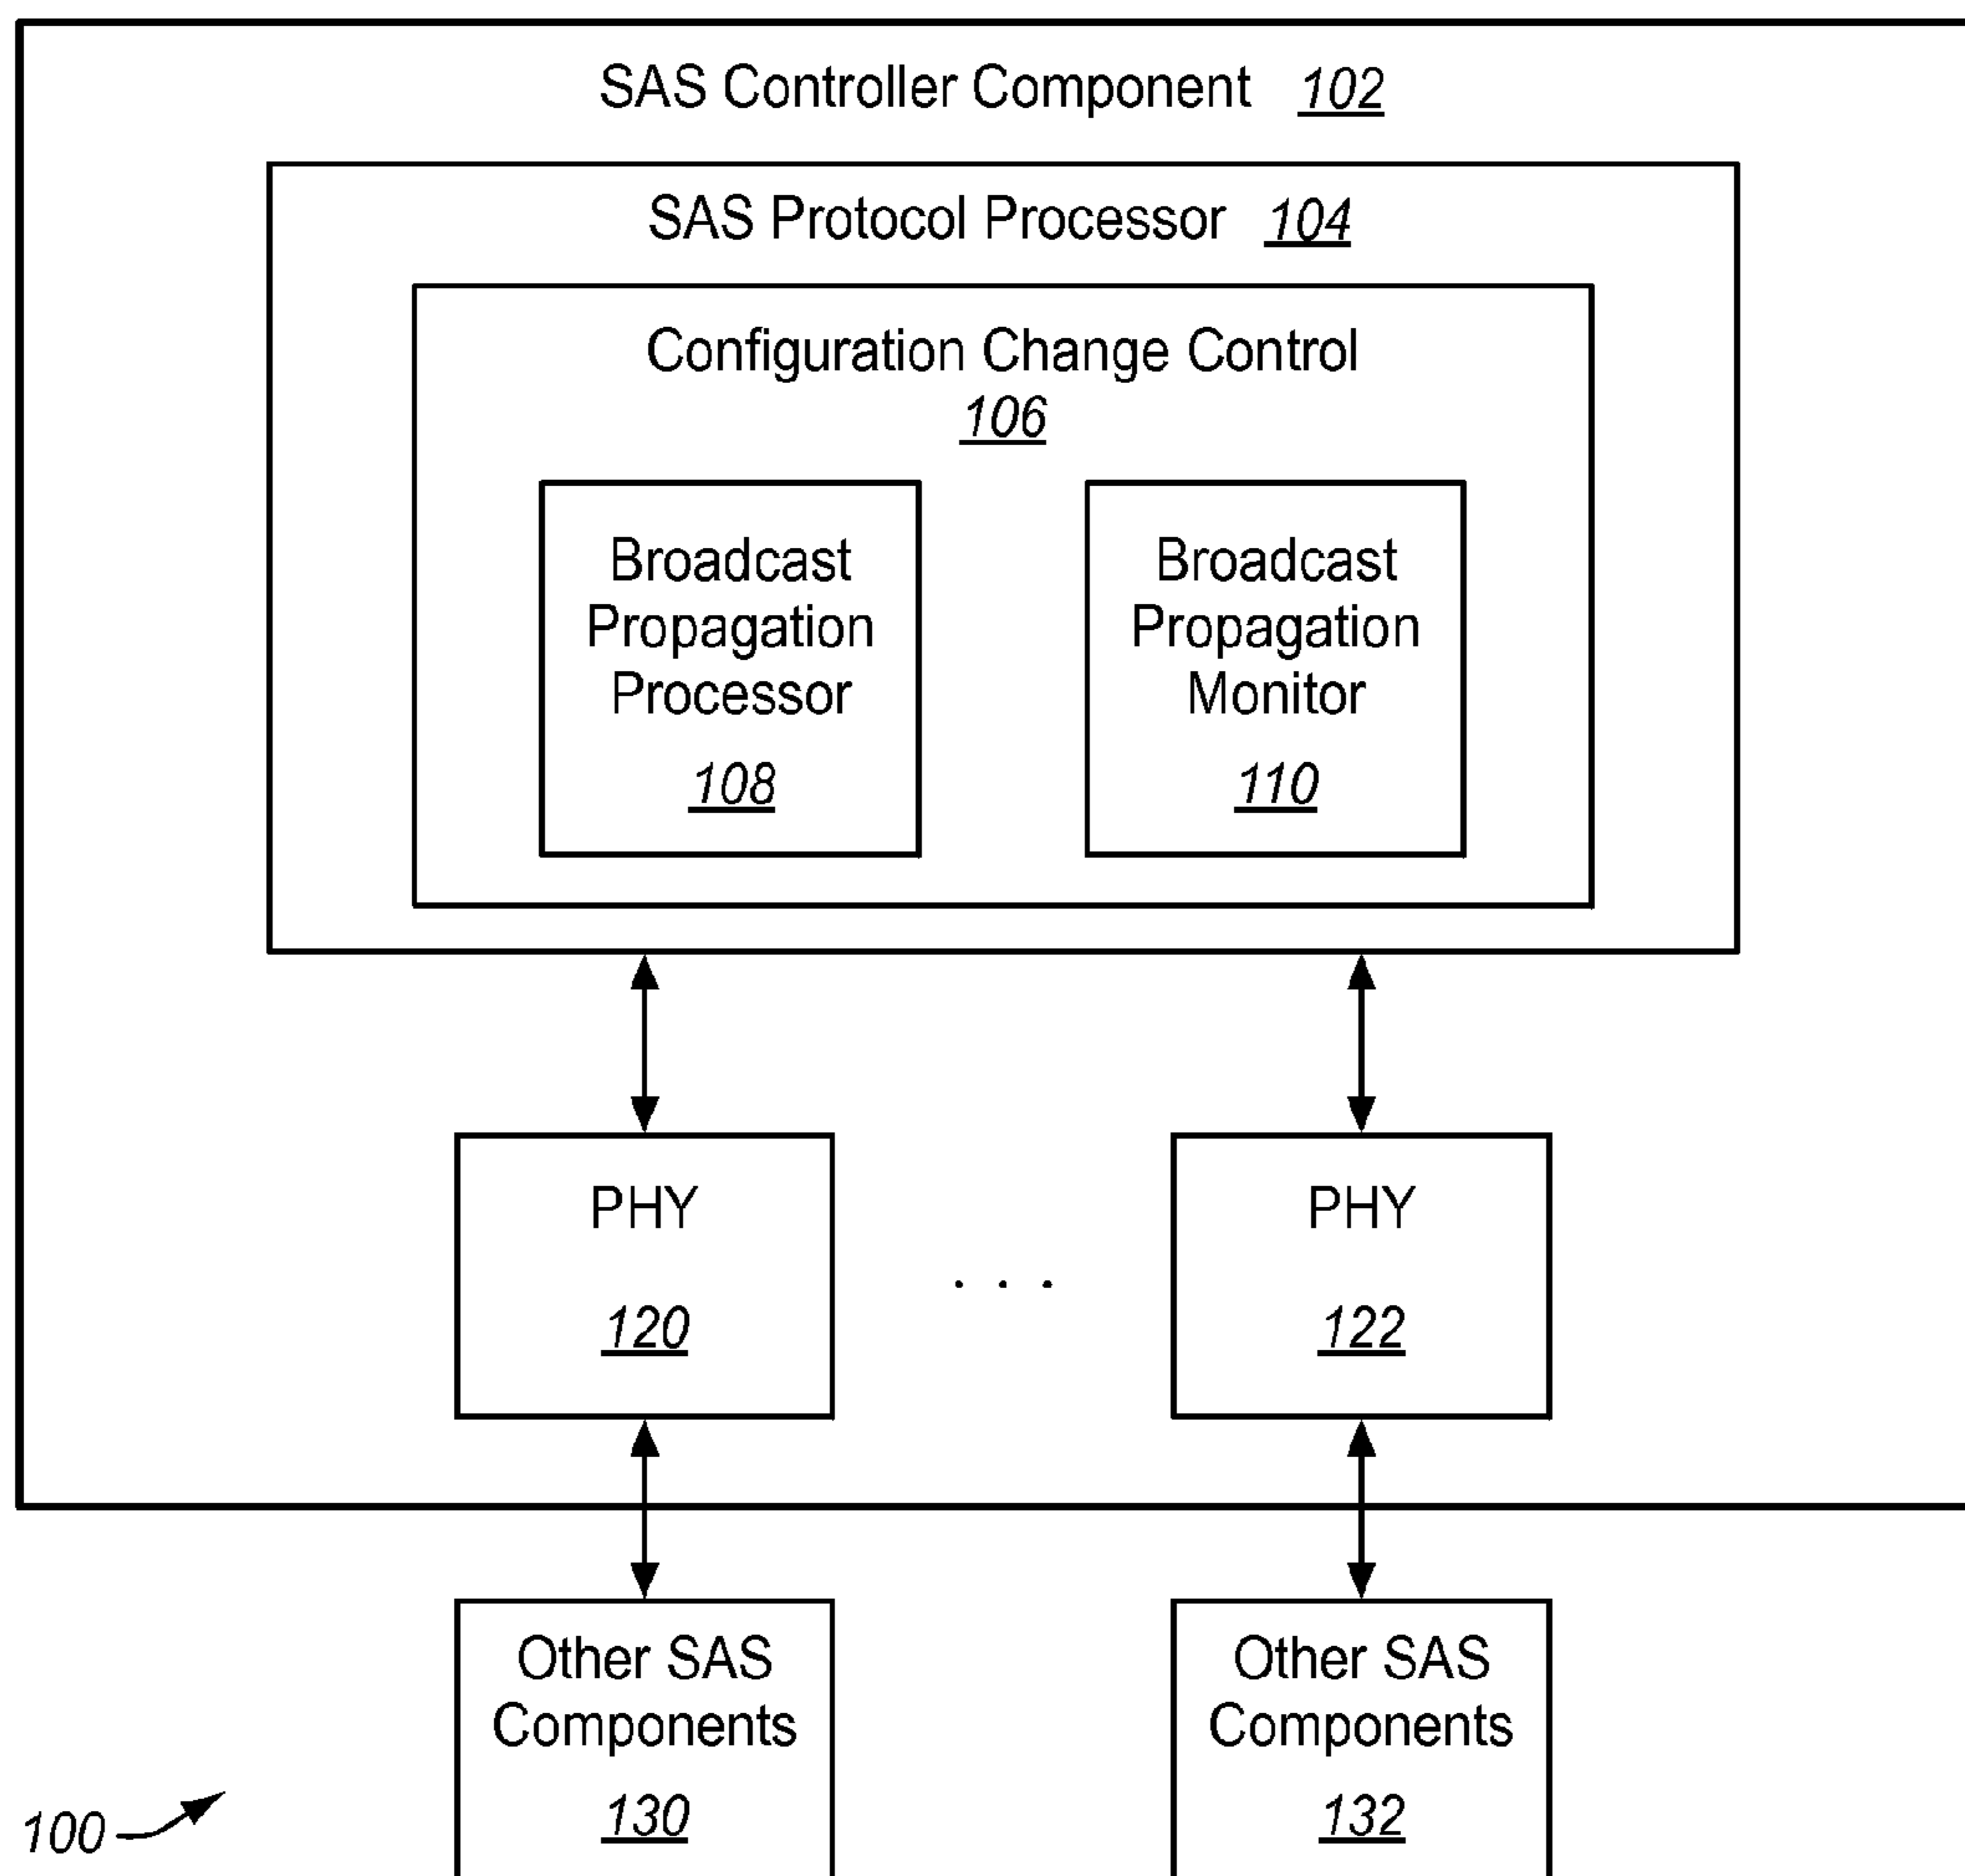 SAS Controller Component 102
SAS Protocol Processor 104
Configuration Change Control
106
Broadcast
Propagation
Processor
108
Broadcast
Propagation
Monitor
110
PHY
120
. . .
PHY
122
Other SAS
Components
130
Other SAS
Components
132
100